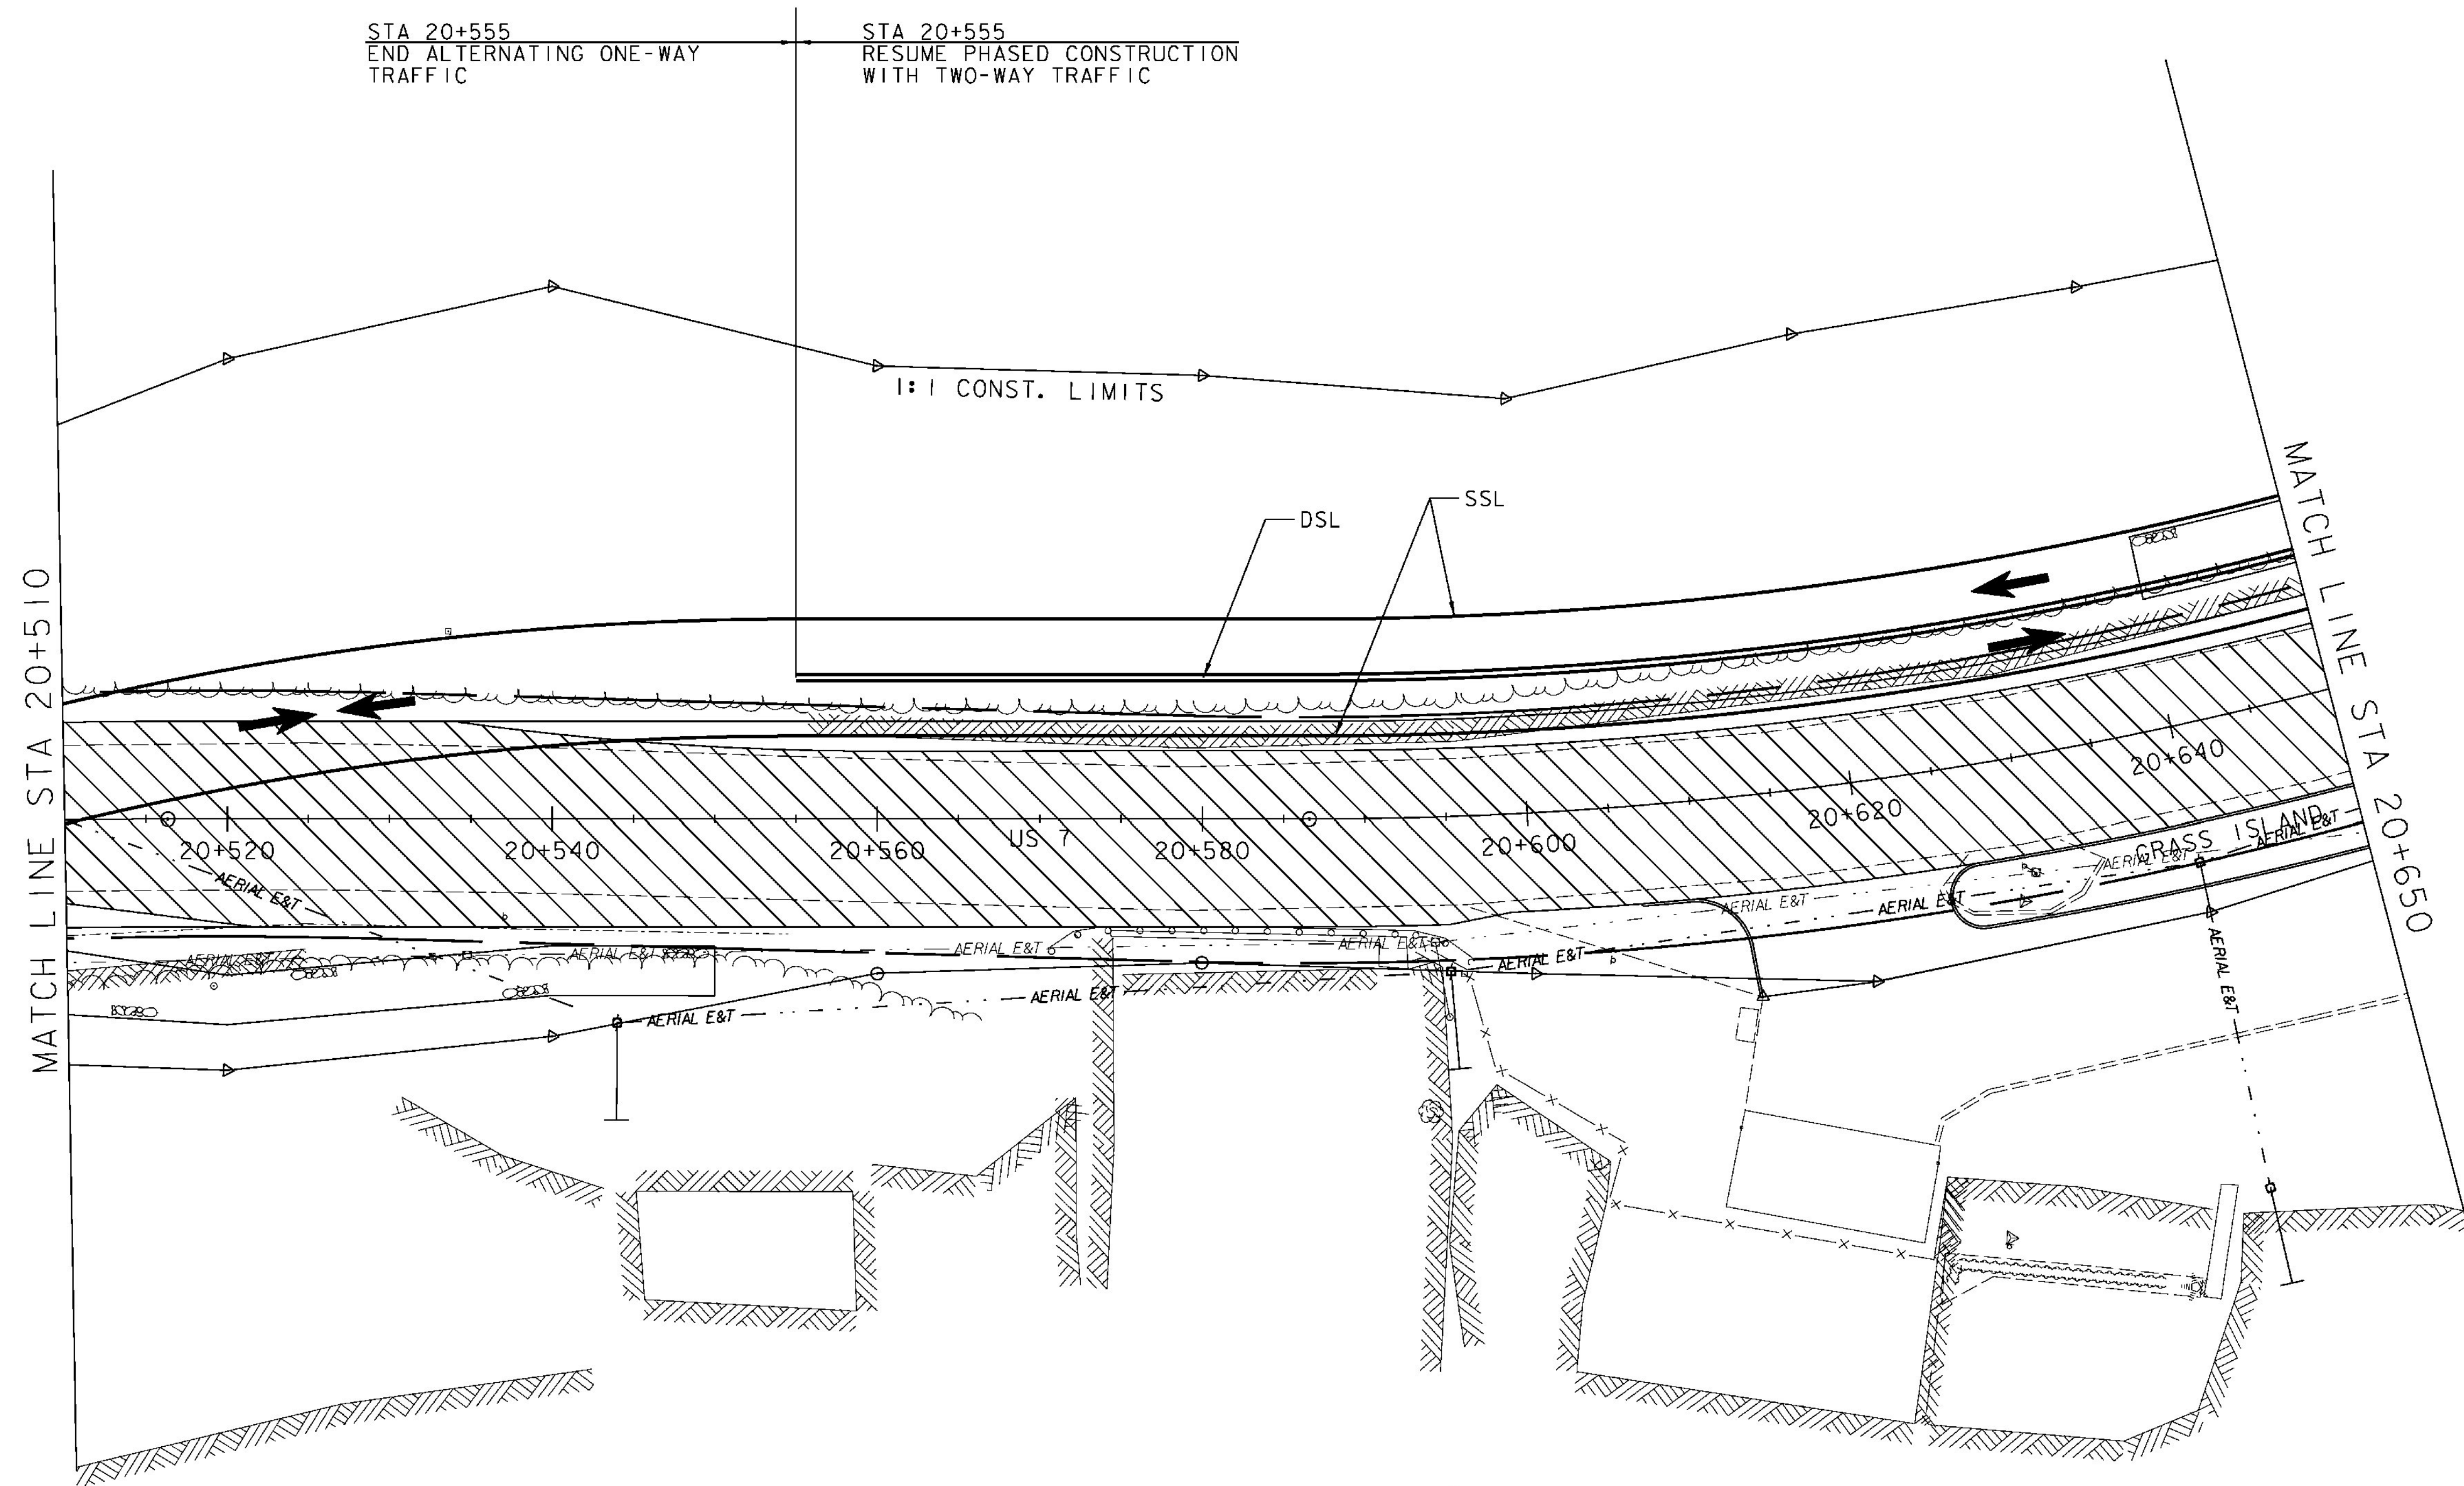 STA 20+555
END ALTERNATING ONE-WAY
TRAFFIC
STA 20+555
RESUME PHASED CONSTRUCTION
WITH TWO-WAY TRAFFIC
1:1 CONST. LIMITS
DSL
SSL
MATCH LINE STA 20+510
MATCH LINE STA 20+650
20+520
20+540
20+560
US 7
20+580
20+600
20+620
20+640
GRASS ISLAND
AERIAL E&T
AERIAL E&T
AERIAL E&T
AERIAL E&T
AERIAL E&T
AERIAL E&T
AERIAL E&T
AERIAL E&T
AERIAL E&T
AERIAL E&T
AERIAL E&T
AERIAL E&T
AERIAL E&T